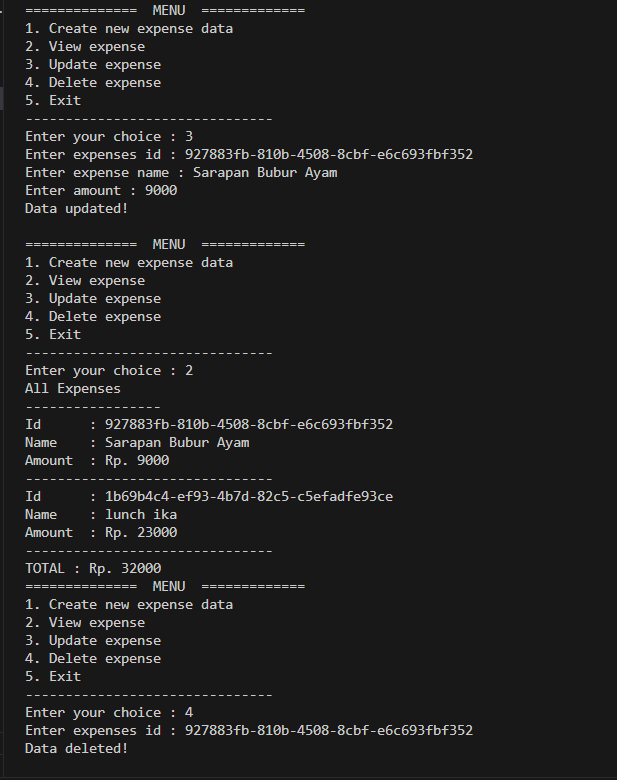 ==============  MENU  =============
1. Create new expense data
2. View expense
3. Update expense
4. Delete expense
5. Exit
-------------------------------
Enter your choice : 3
Enter expenses id : 927883fb-810b-4508-8cbf-e6c693fbf352
Enter expense name : Sarapan Bubur Ayam
Enter amount : 9000
Data updated!

==============  MENU  =============
1. Create new expense data
2. View expense
3. Update expense
4. Delete expense
5. Exit
-------------------------------
Enter your choice : 2
All Expenses
-----------------
Id      : 927883fb-810b-4508-8cbf-e6c693fbf352
Name    : Sarapan Bubur Ayam
Amount  : Rp. 9000
-------------------------------
Id      : 1b69b4c4-ef93-4b7d-82c5-c5efadfe93ce
Name    : lunch ika
Amount  : Rp. 23000
-------------------------------
TOTAL : Rp. 32000
==============  MENU  =============
1. Create new expense data
2. View expense
3. Update expense
4. Delete expense
5. Exit
-------------------------------
Enter your choice : 4
Enter expenses id : 927883fb-810b-4508-8cbf-e6c693fbf352
Data deleted!